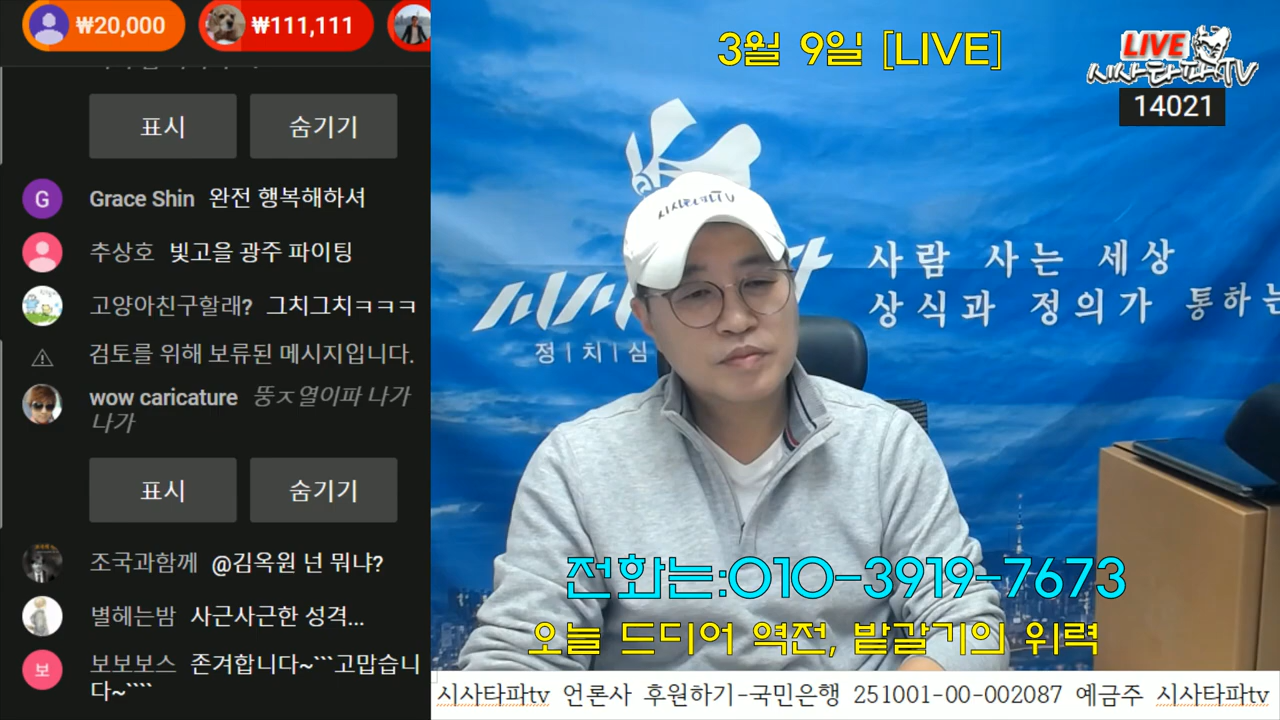 ₩20,000
₩111,111
표시
숨기기
G
Grace Shin 완전 행복해하셔
추상호 빛고을 광주 파이팅
고양아친구할래? 그치그치ㅋㅋㅋ
검토를 위해 보류된 메시지입니다.
wow caricature 뚱ㅈ열이파 나가
나가
표시
숨기기
조국과함께 @김옥원 넌 뭐냐?
별헤는밤 사근사근한 성격...
보
보보보스 존겨합니다~```고맙습니
다~````
3월 9일 [LIVE]
LIVE
시사타파TV
14021
시사타파TV
사람 사는 세상
상식과 정의가 통하는
정|치|심
전화는:010-3919-7673
오늘 드디어 역전, 밭갈기의 위력
시사타파tv 언론사 후원하기-국민은행 251001-00-002087 예금주 시사타파tv